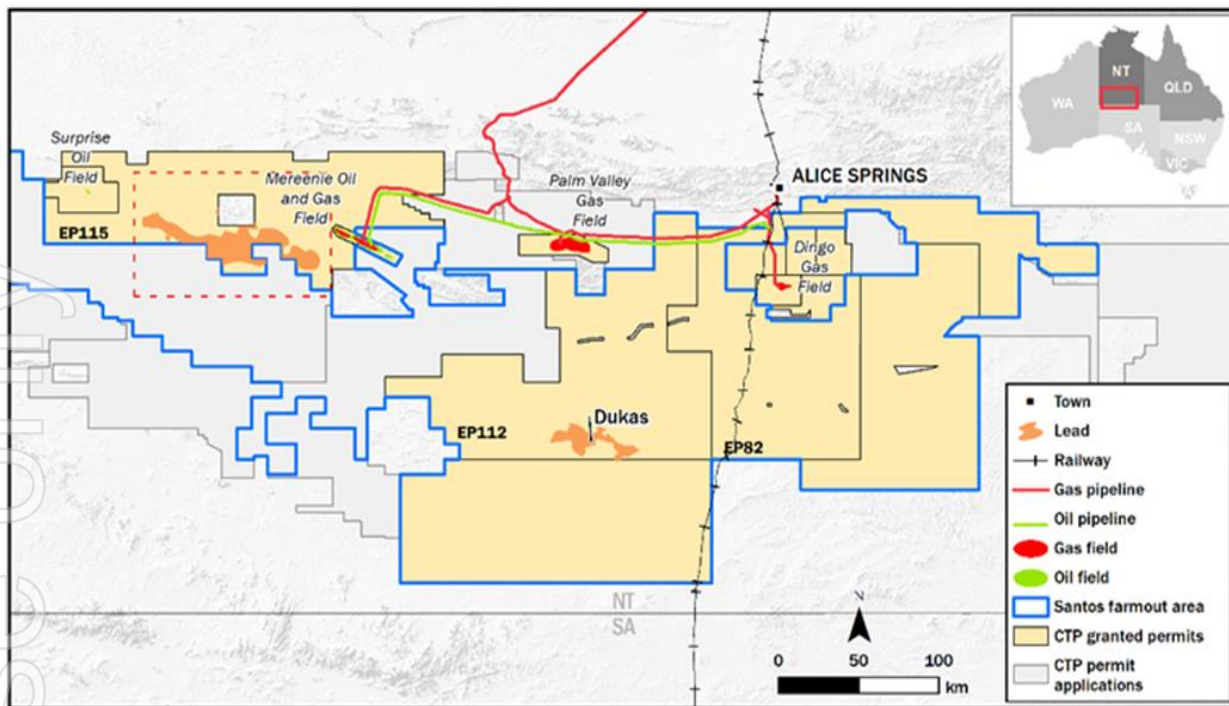 NT
QLD
WA
SA
NSW
VIC
Surprise
Oil
Field
Mereenie Oil
and Gas
Field
Palm Valley
Gas
Field
ALICE SPRINGS
Dingo
Gas
Field
EP115
Dukas
EP112
EP82
NT
SA
N
0 50 100
km
Town
Lead
Railway
Gas pipeline
Oil pipeline
Gas field
Oil field
Santos farmout area
CTP granted permits
CTP permit
applications